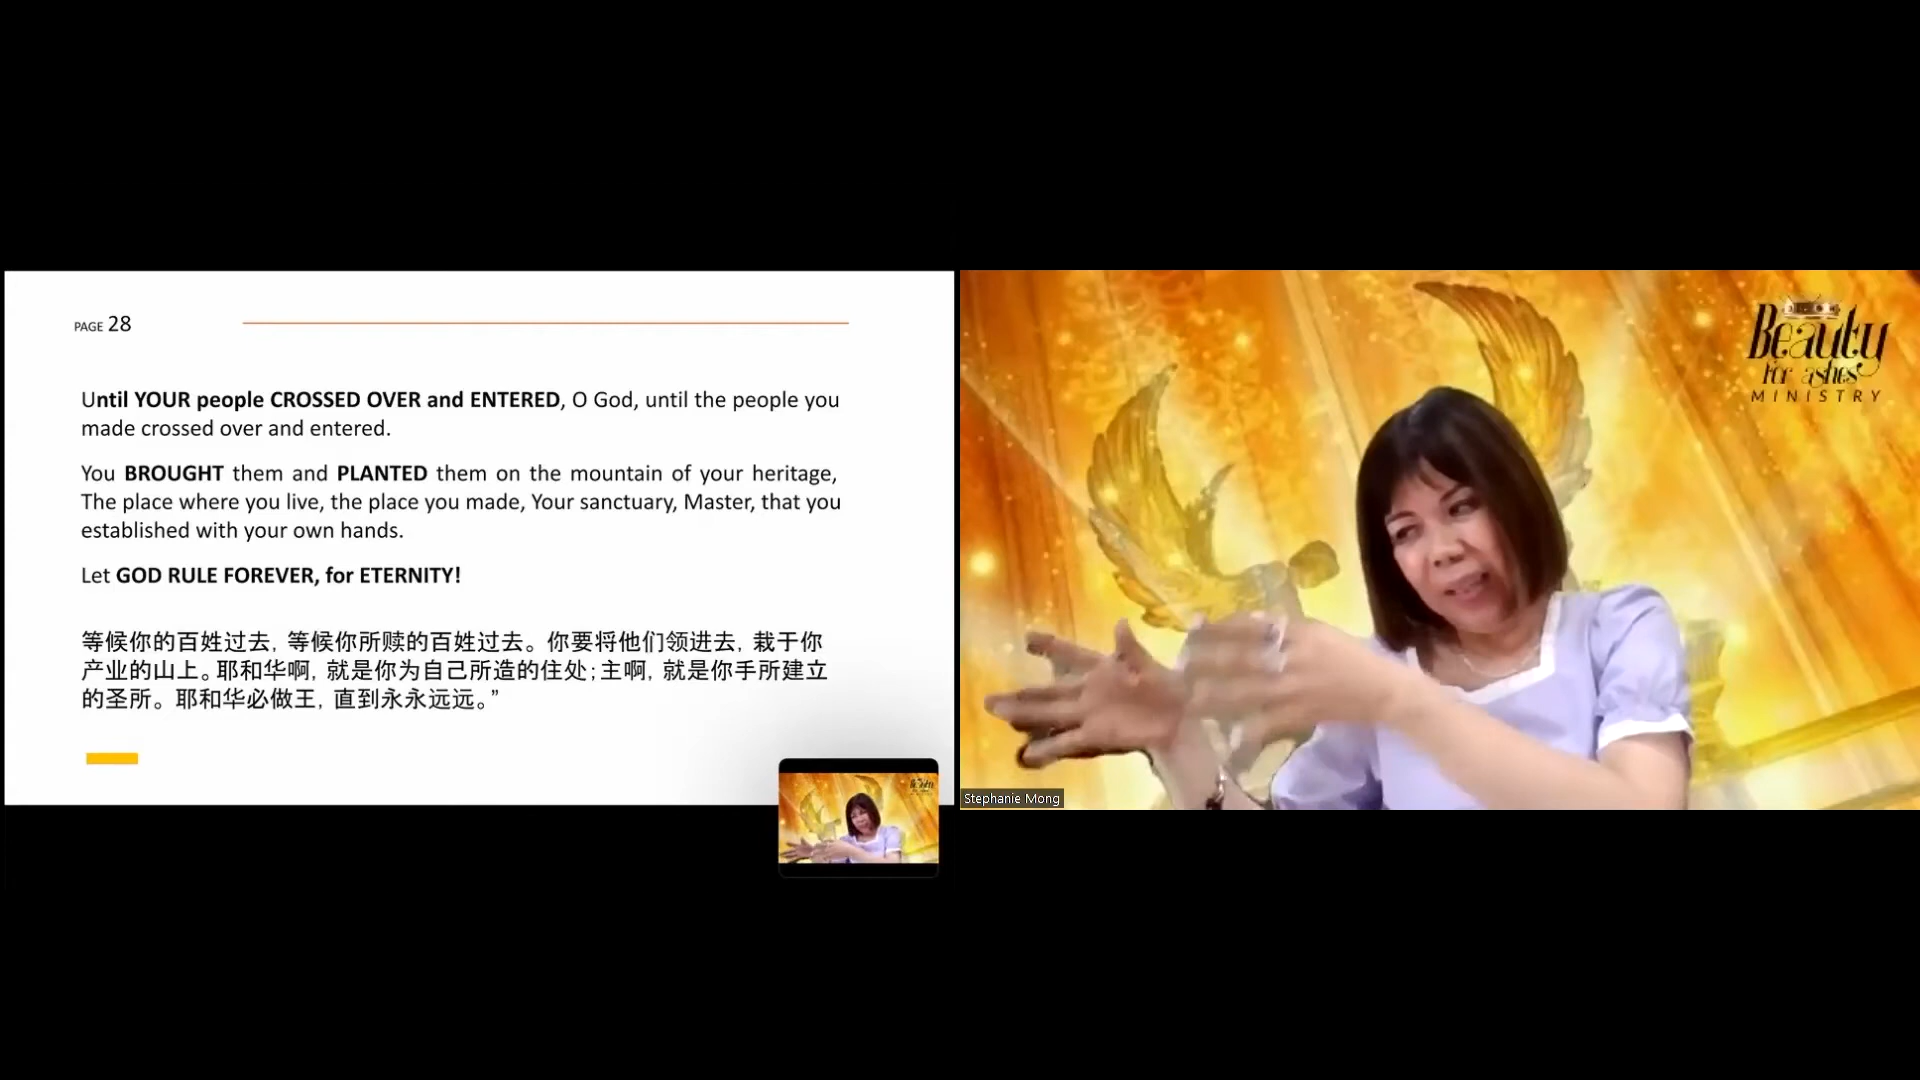 PAGE 28
Until YOUR people CROSSED OVER and ENTERED, O God, until the people you
made crossed over and entered.
You BROUGHT them and PLANTED them on the mountain of your heritage,
The place where you live, the place you made, Your sanctuary, Master, that you
established with your own hands.
Let GOD RULE FOREVER, for ETERNITY!
等候你的百姓过去，等候你所赎的百姓过去。你要将他们领进去，栽于你
产业的山上。耶和华啊，就是你为自己所造的住处；主啊，就是你手所建立
的圣所。耶和华必做王，直到永永远远。”
Beauty
For ashes
MINISTRY
Stephanie Mong